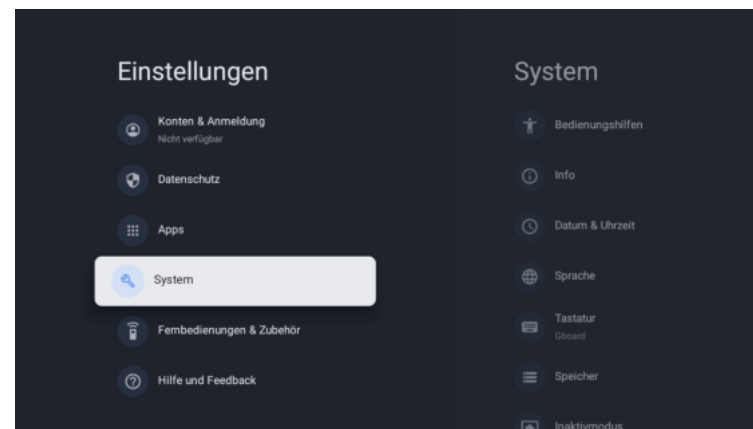 Einstellungen
Konten & Anmeldung
Nicht verfügbar
Datenschutz
Apps
System
Fernbedienungen & Zubehör
Hilfe und Feedback
System
Bedienungshilfen
Info
Datum & Uhrzeit
Sprache
Tastatur
Gboard
Speicher
Inaktivmodus